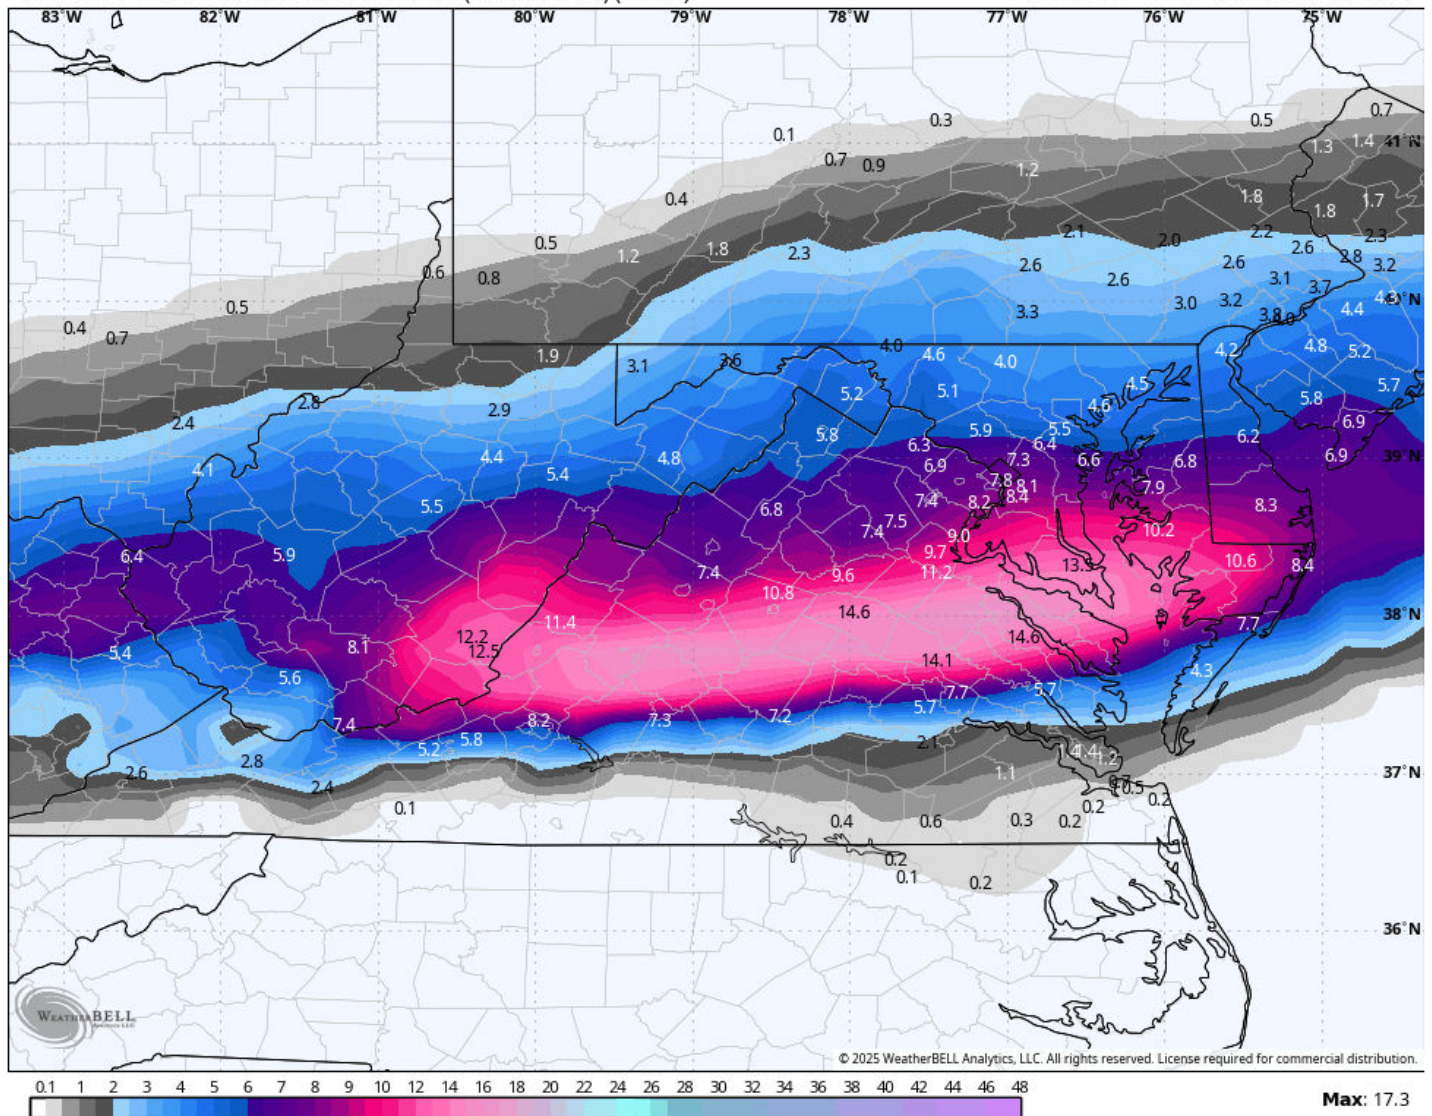 83°W 82°W 81°W 80°W 79°W 78°W 77°W 76°W 75°W
0.7
0.3 0.5
0.1
1.3 1.4 41°N
0.7 0.9 1.2
0.4 1.8 1.7
1.8
2.1 2.0 2.2 2.3
0.5 1.2 1.8 2.3 2.6 2.8
0.6 0.8 2.6 2.6 2.6 3.1 3.2
3.7
0.5 3.3 3.0 3.2 4.4 40°N
0.4 0.7 3.8
1.9 3.1 3.6 4.0 4.6 4.0 4.2 4.8 5.2
5.2 5.1 4.5 5.7
2.8 2.9 4.6 5.8
2.4 5.8 5.9 5.5 6.2 6.9
4.1 4.4 5.4 4.8 6.3 6.4
6.9 7.3 6.6 6.8 6.9 39°N
7.8 8.1 7.9
5.5 6.8 7.4 8.2 8.4 8.3
7.5
6.4 5.9 7.4 9.0 10.2
9.7 10.6 8.4
7.4 9.6 11.2
10.8
11.4 14.6 38°N
12.2 14.6 7.7
5.4 8.1 12.5 14.1
5.6 4.3
7.7 5.7
7.4 8.2 7.3 7.2 5.7
5.2 5.8 2.1
2.6 2.8 1.2
2.4 1.1 37°N
0.5
0.1 0.2 0.2
0.4 0.6 0.3 0.2
0.2
0.1 0.2
36°N
WEATHERBELL
© 2025 WeatherBELL Analytics, LLC. All rights reserved. License required for commercial distribution.
0.1 1 2 3 4 5 6 7 8 9 10 12 14 16 18 20 22 24 26 28 30 32 34 36 38 40 42 44 46 48
Max: 17.3